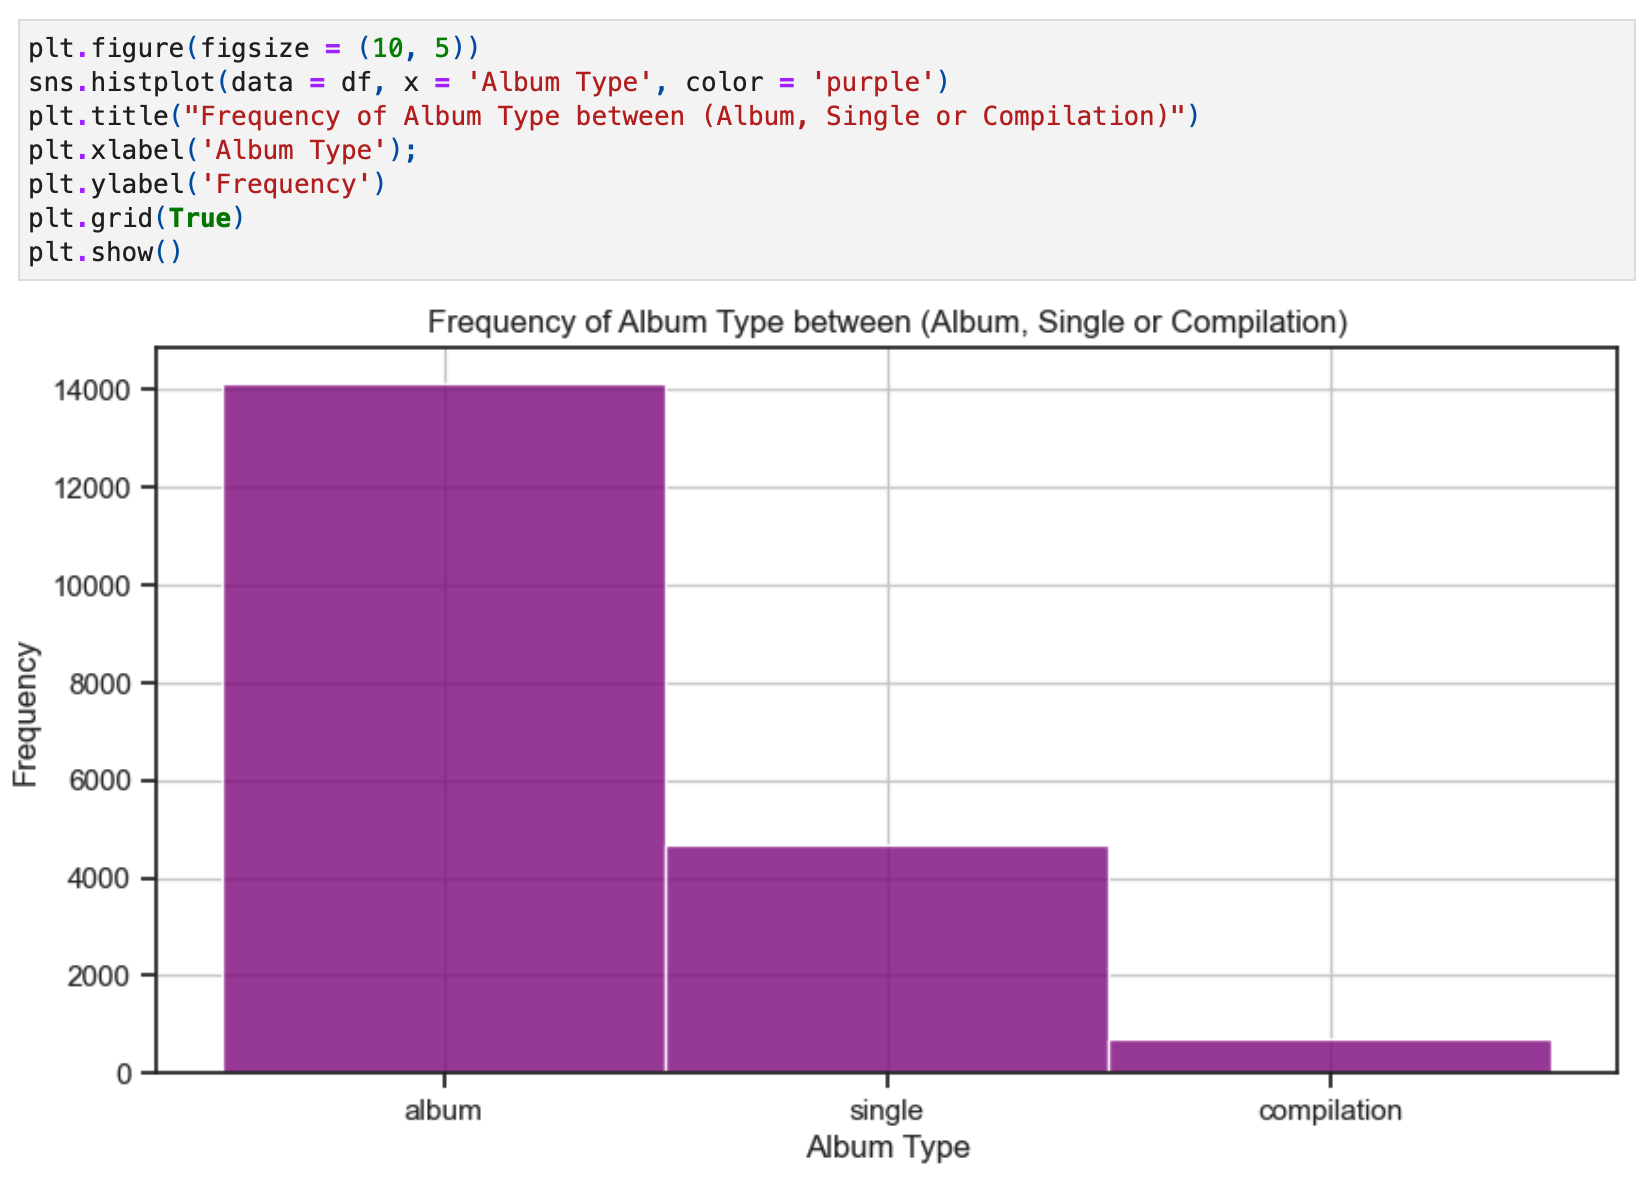 plt.figure(figsize = (10, 5))
sns.histplot(data = df, x = 'Album Type', color = 'purple')
plt.title("Frequency of Album Type between (Album, Single or Compilation)")
plt.xlabel('Album Type');
plt.ylabel('Frequency')
plt.grid(True)
plt.show()
Frequency of Album Type between (Album, Single or Compilation)
14000
12000
10000
8000
6000
4000
2000
0
Frequency
album single compilation
Album Type